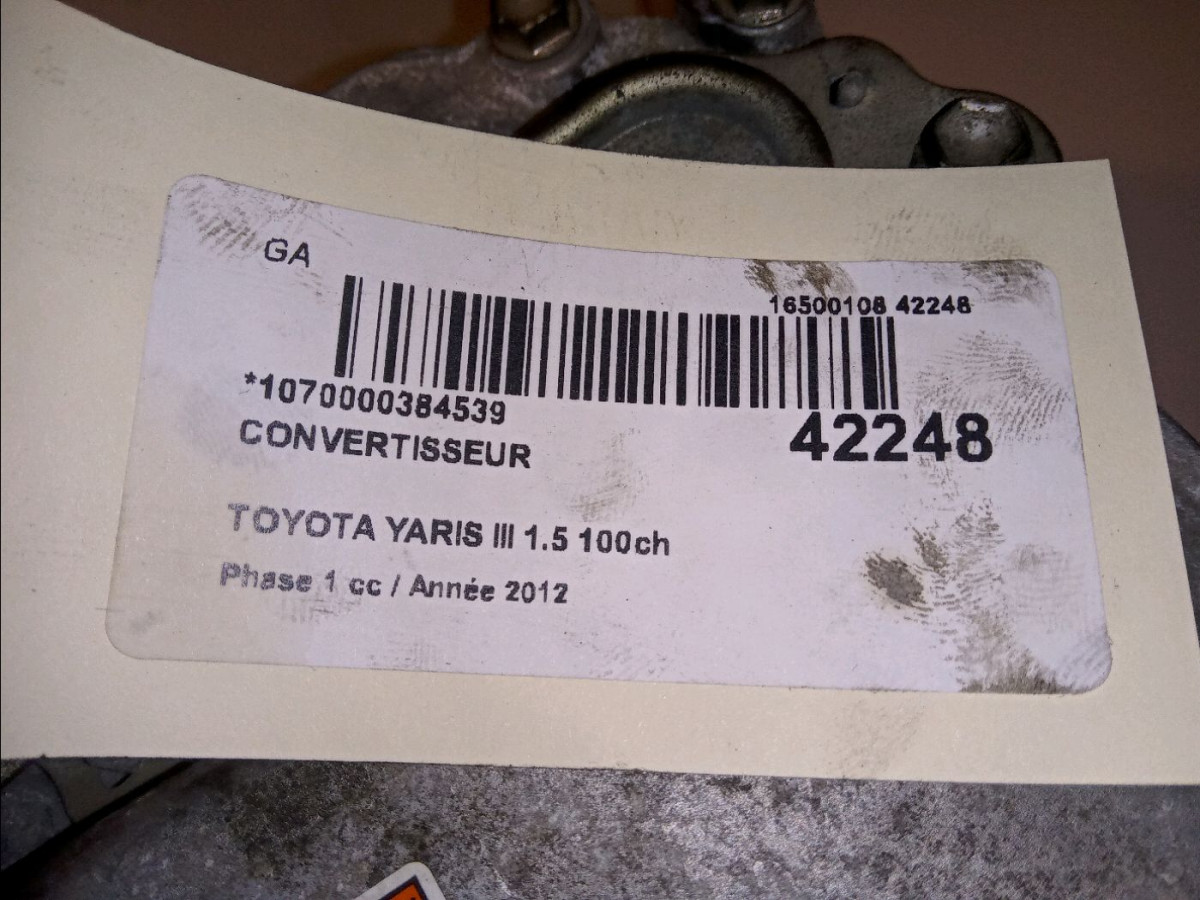 GA
16500108 42248
*1070000384539
42248
CONVERTISSEUR
TOYOTA YARIS III 1.5 100ch
Phase 1 cc / Année 2012